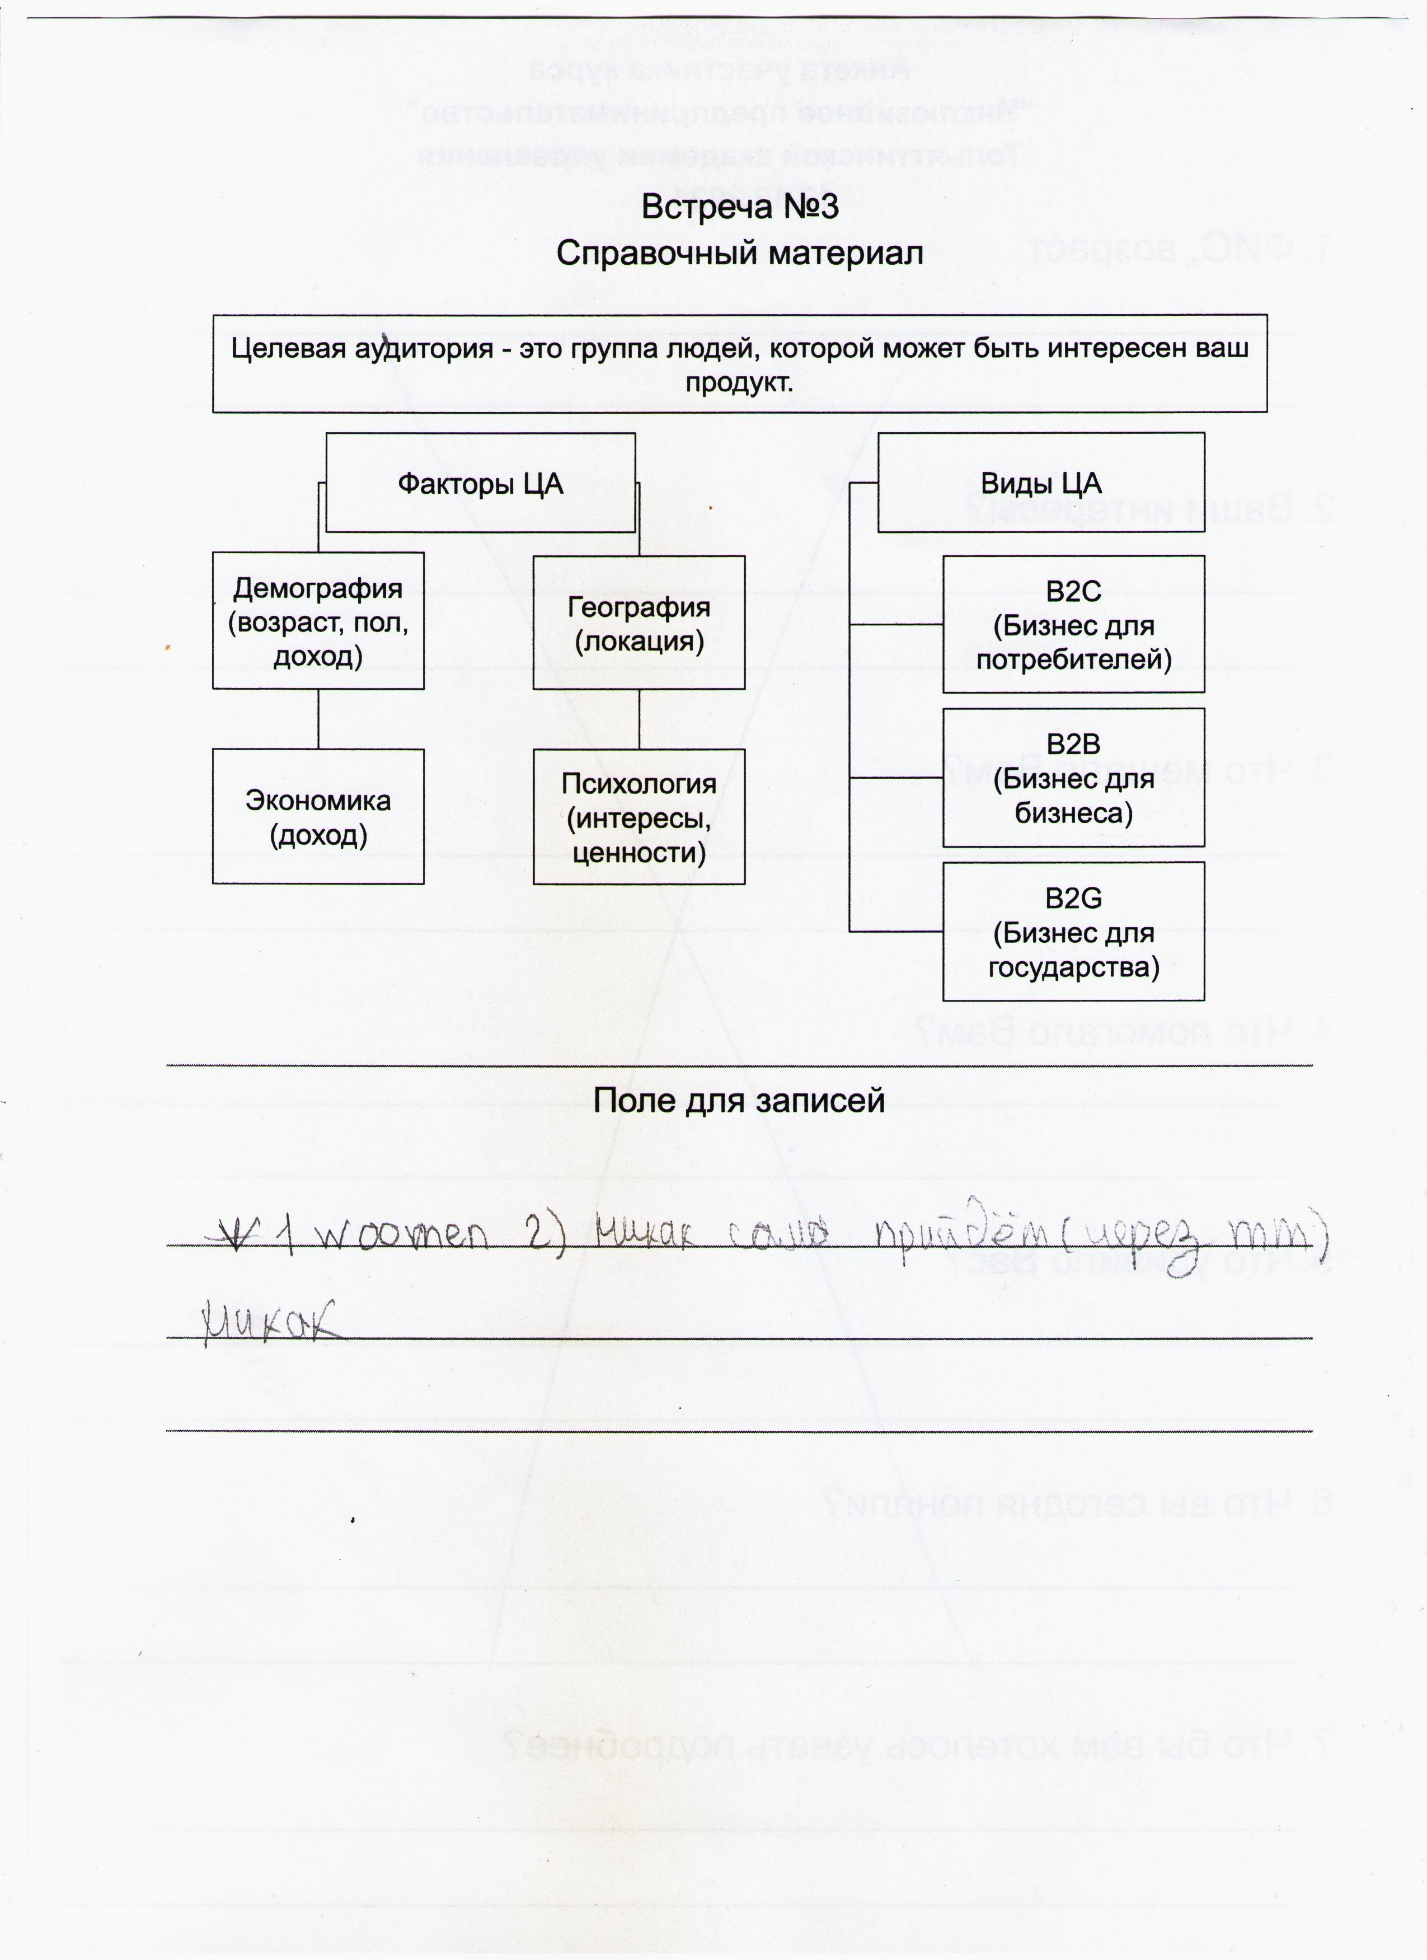 Встреча №3
Справочный материал
Целевая аудитория - это группа людей, которой может быть интересен ваш
продукт.
Факторы ЦА
Виды ЦА
Демография
(возраст, пол,
доход)
География
(локация)
Экономика
(доход)
Психология
(интересы,
ценности)
B2C
(Бизнес для
потребителей)
B2B
(Бизнес для
бизнеса)
B2G
(Бизнес для
государства)
Поле для записей
1 woomen 2) никак сама прийдёт (через тт)
никак